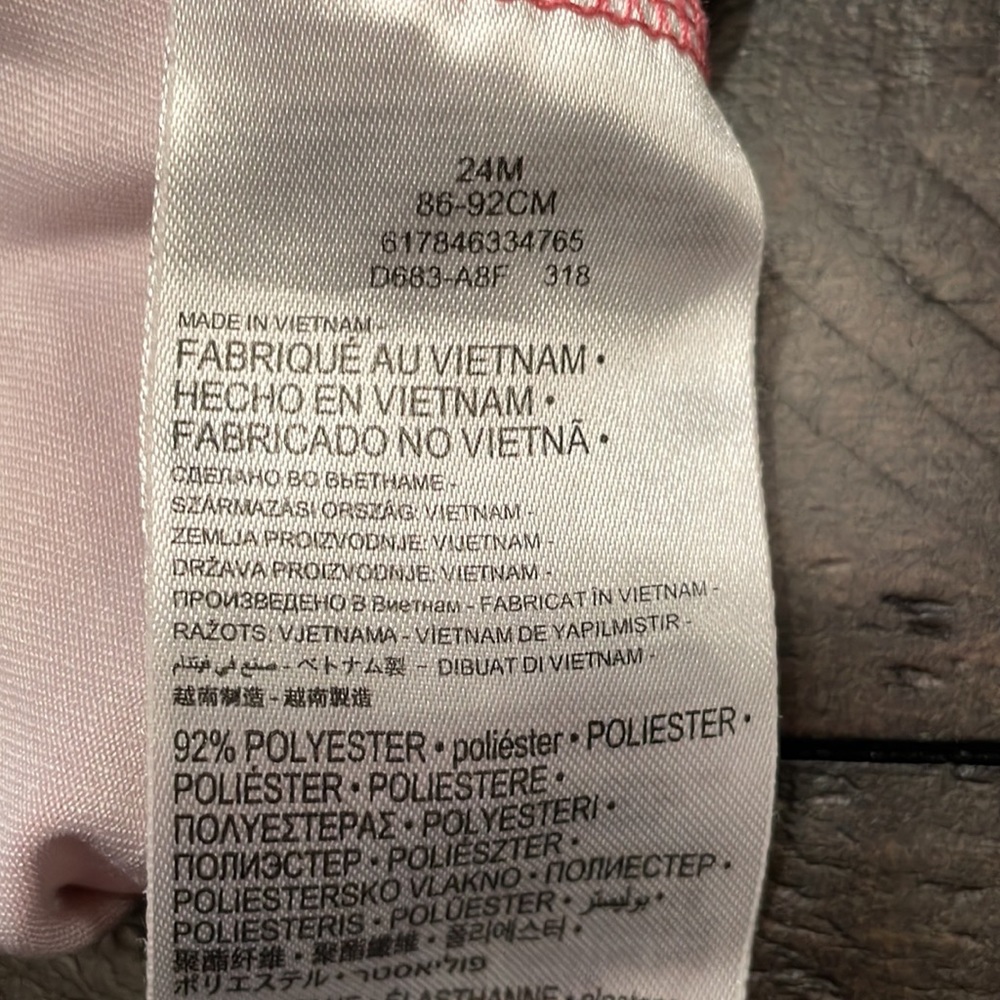 24M
86-92CM
617846334765
D683-A8F 318
MADE IN VIETNAM -
FABRIQUÉ AU VIETNAM •
HECHO EN VIETNAM •
FABRICADO NO VIETNÃ •
СДЕЛАНО ВО ВЬЕТНАМЕ -
SZÁRMAZÁSI ORSZÁG: VIETNAM -
ZEMLJA PROIZVODNJE: VIJETNAM -
DRŽAVA PROIZVODNJE: VIETNAM -
ПРОИЗВЕДЕНО В Виетнам - FABRICAT ÎN VIETNAM -
RAŽOTS: VJETNAMA - VİETNAM DE YAPILMIŞTIR -
صنع في فيتنام - ベトナム製 - DIBUAT DI VIETNAM -
越南制造 - 越南製造
92% POLYESTER • poliéster • POLIESTER •
POLIÉSTER • POLIESTERE •
ΠΟΛΥΕΣΤΕΡΑΣ • POLYESTERI •
ПОЛИЭСТЕР • POLIÉSZTER •
POLIESTERSKO VLAKNO • ПОЛИЕСТЕР •
POLIESTERIS • POLÜESTER • بوليستر •
聚酯纤维 • 聚酯纖維 • 폴리에스터 •
ポリエステル • פוליאסטר
ÉLASTHANNE •